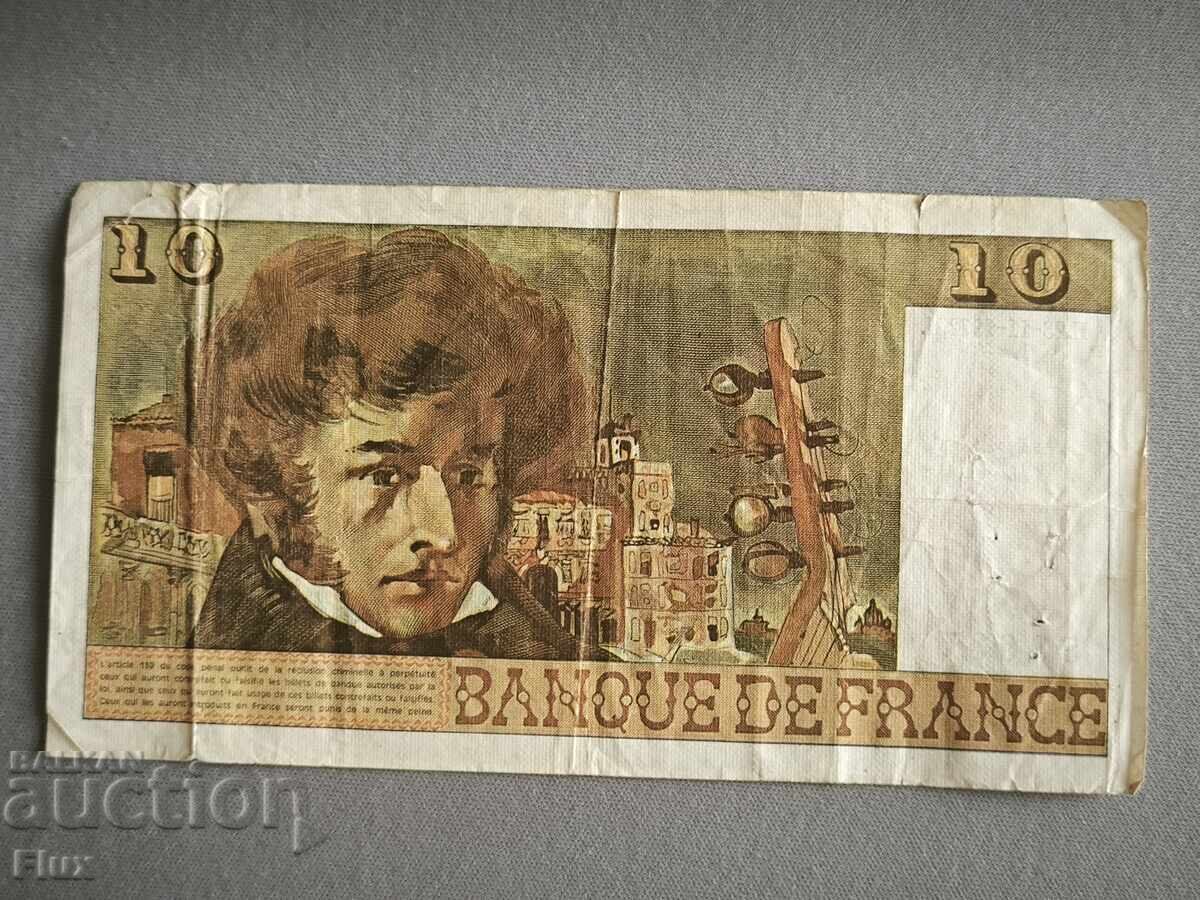 10
10
L'article 139 du code pénal punit de la réclusion criminelle à perpétuité
ceux qui auront contrefait ou falsifié les billets de banque autorisés par la
loi, ainsi que ceux qui auront fait usage de ces billets contrefaits ou falsifiés.
Ceux qui les auront introduits en France seront punis de la même peine.
BANQUE DE FRANCE
BALKAN
auction
Flux